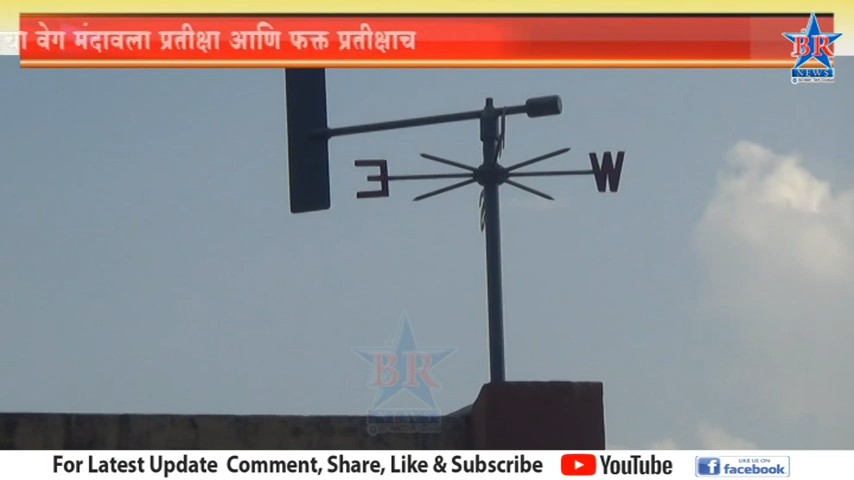 वेग मंदावला प्रतीक्षा आणि फक्त प्रतीक्षाच
BR
NEWS
E
W
BR
NEWS
For Latest Update Comment, Share, Like & Subscribe
YouTube
LIKE US ON
facebook